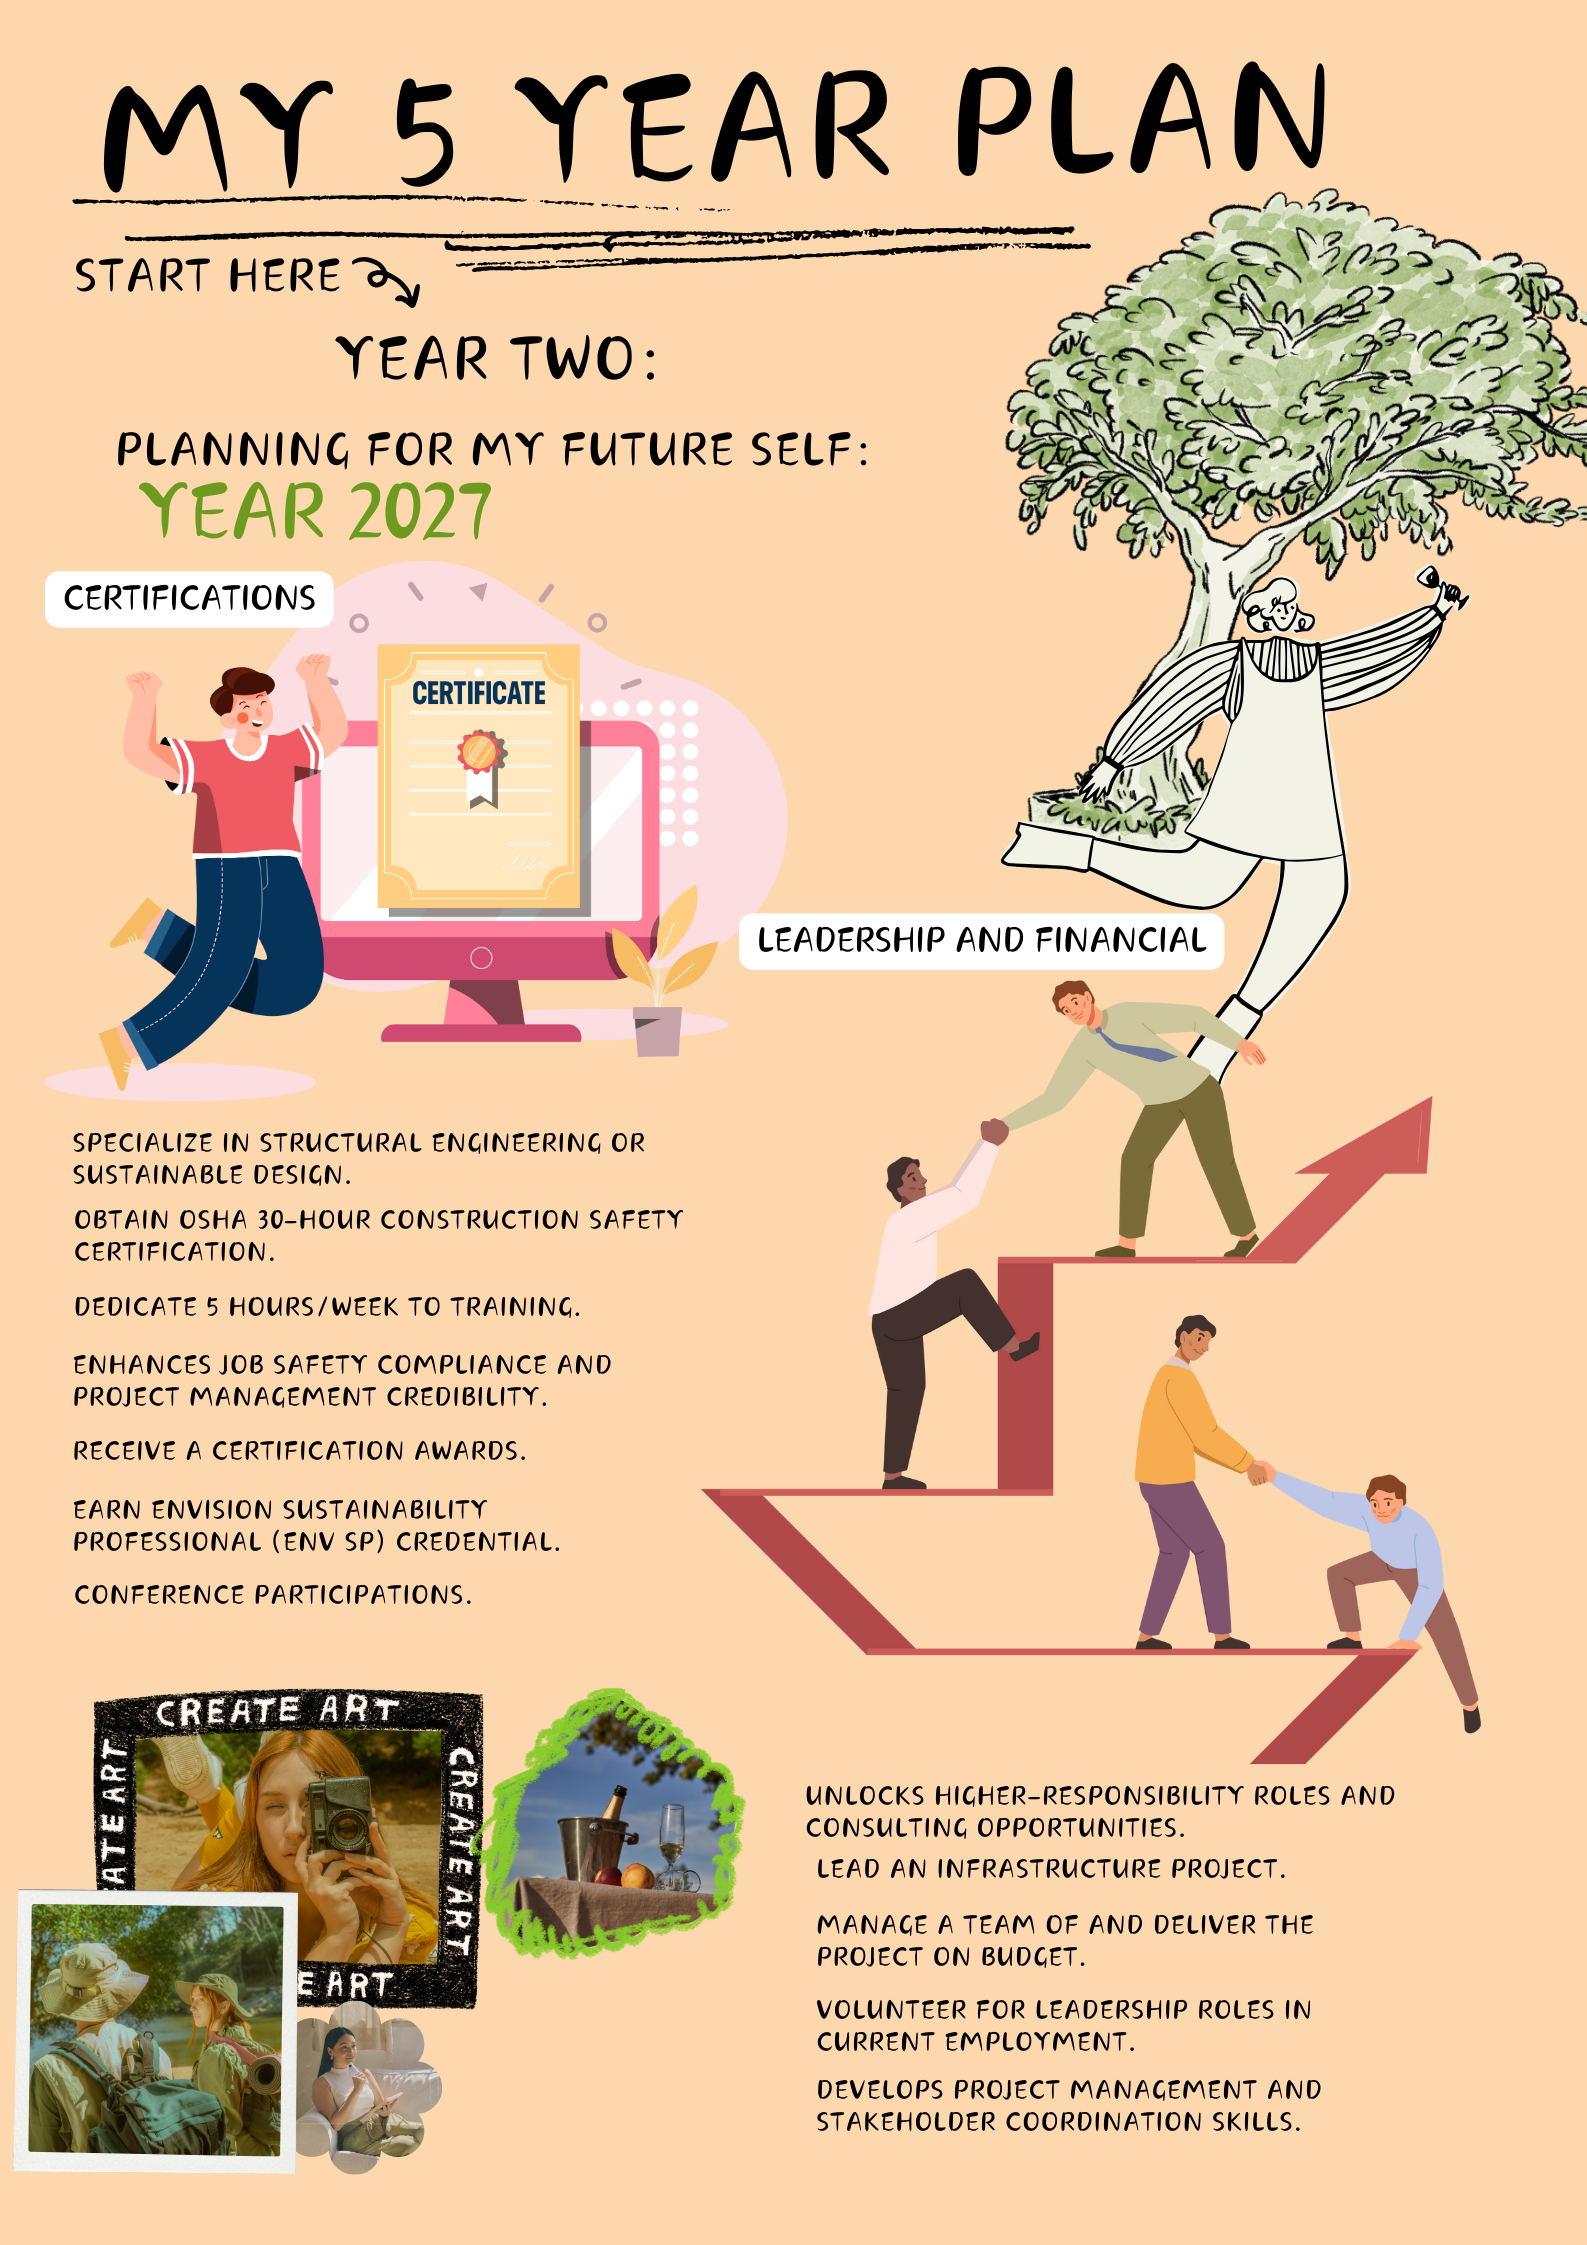 MY 5 YEAR PLAN
START HERE
YEAR TWO:
PLANNING FOR MY FUTURE SELF:
YEAR 2027
CERTIFICATIONS
CERTIFICATE
LEADERSHIP AND FINANCIAL
SPECIALIZE IN STRUCTURAL ENGINEERING OR
SUSTAINABLE DESIGN.
OBTAIN OSHA 30-HOUR CONSTRUCTION SAFETY
CERTIFICATION.
DEDICATE 5 HOURS/WEEK TO TRAINING.
ENHANCES JOB SAFETY COMPLIANCE AND
PROJECT MANAGEMENT CREDIBILITY.
RECEIVE A CERTIFICATION AWARDS.
EARN ENVISION SUSTAINABILITY
PROFESSIONAL (ENV SP) CREDENTIAL.
CONFERENCE PARTICIPATIONS.
CREATE ART
ATE ART
CREATE ART
E ART
UNLOCKS HIGHER-RESPONSIBILITY ROLES AND
CONSULTING OPPORTUNITIES.
LEAD AN INFRASTRUCTURE PROJECT.
MANAGE A TEAM OF AND DELIVER THE
PROJECT ON BUDGET.
VOLUNTEER FOR LEADERSHIP ROLES IN
CURRENT EMPLOYMENT.
DEVELOPS PROJECT MANAGEMENT AND
STAKEHOLDER COORDINATION SKILLS.